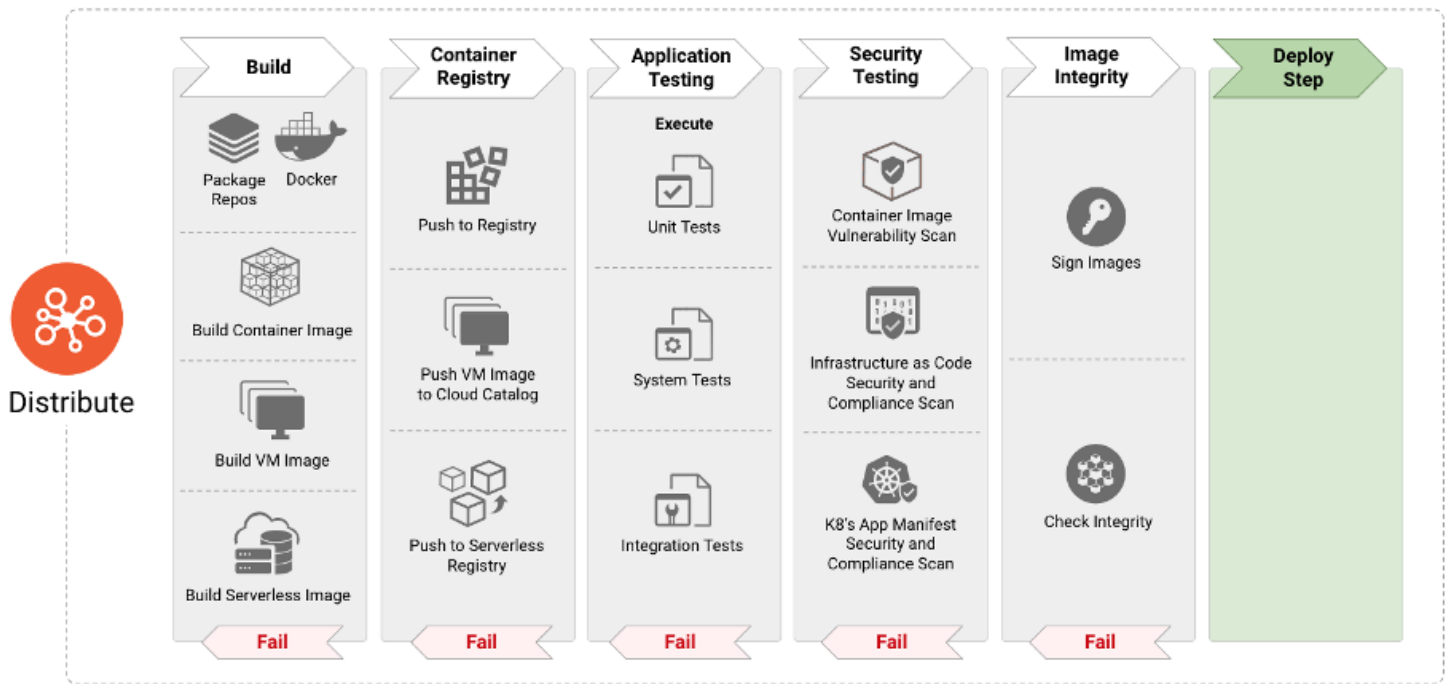 Distribute
Build
Package
Repos
Docker
Build Container Image
Build VM Image
Build Serverless Image
Fail
Container
Registry
Push to Registry
Push VM Image
to Cloud Catalog
Push to Serverless
Registry
Fail
Application
Testing
Execute
Unit Tests
System Tests
Integration Tests
Fail
Security
Testing
Container Image
Vulnerability Scan
Infrastructure as Code
Security and
Compliance Scan
K8's App Manifest
Security and
Compliance Scan
Fail
Image
Integrity
Sign Images
Check Integrity
Fail
Deploy
Step